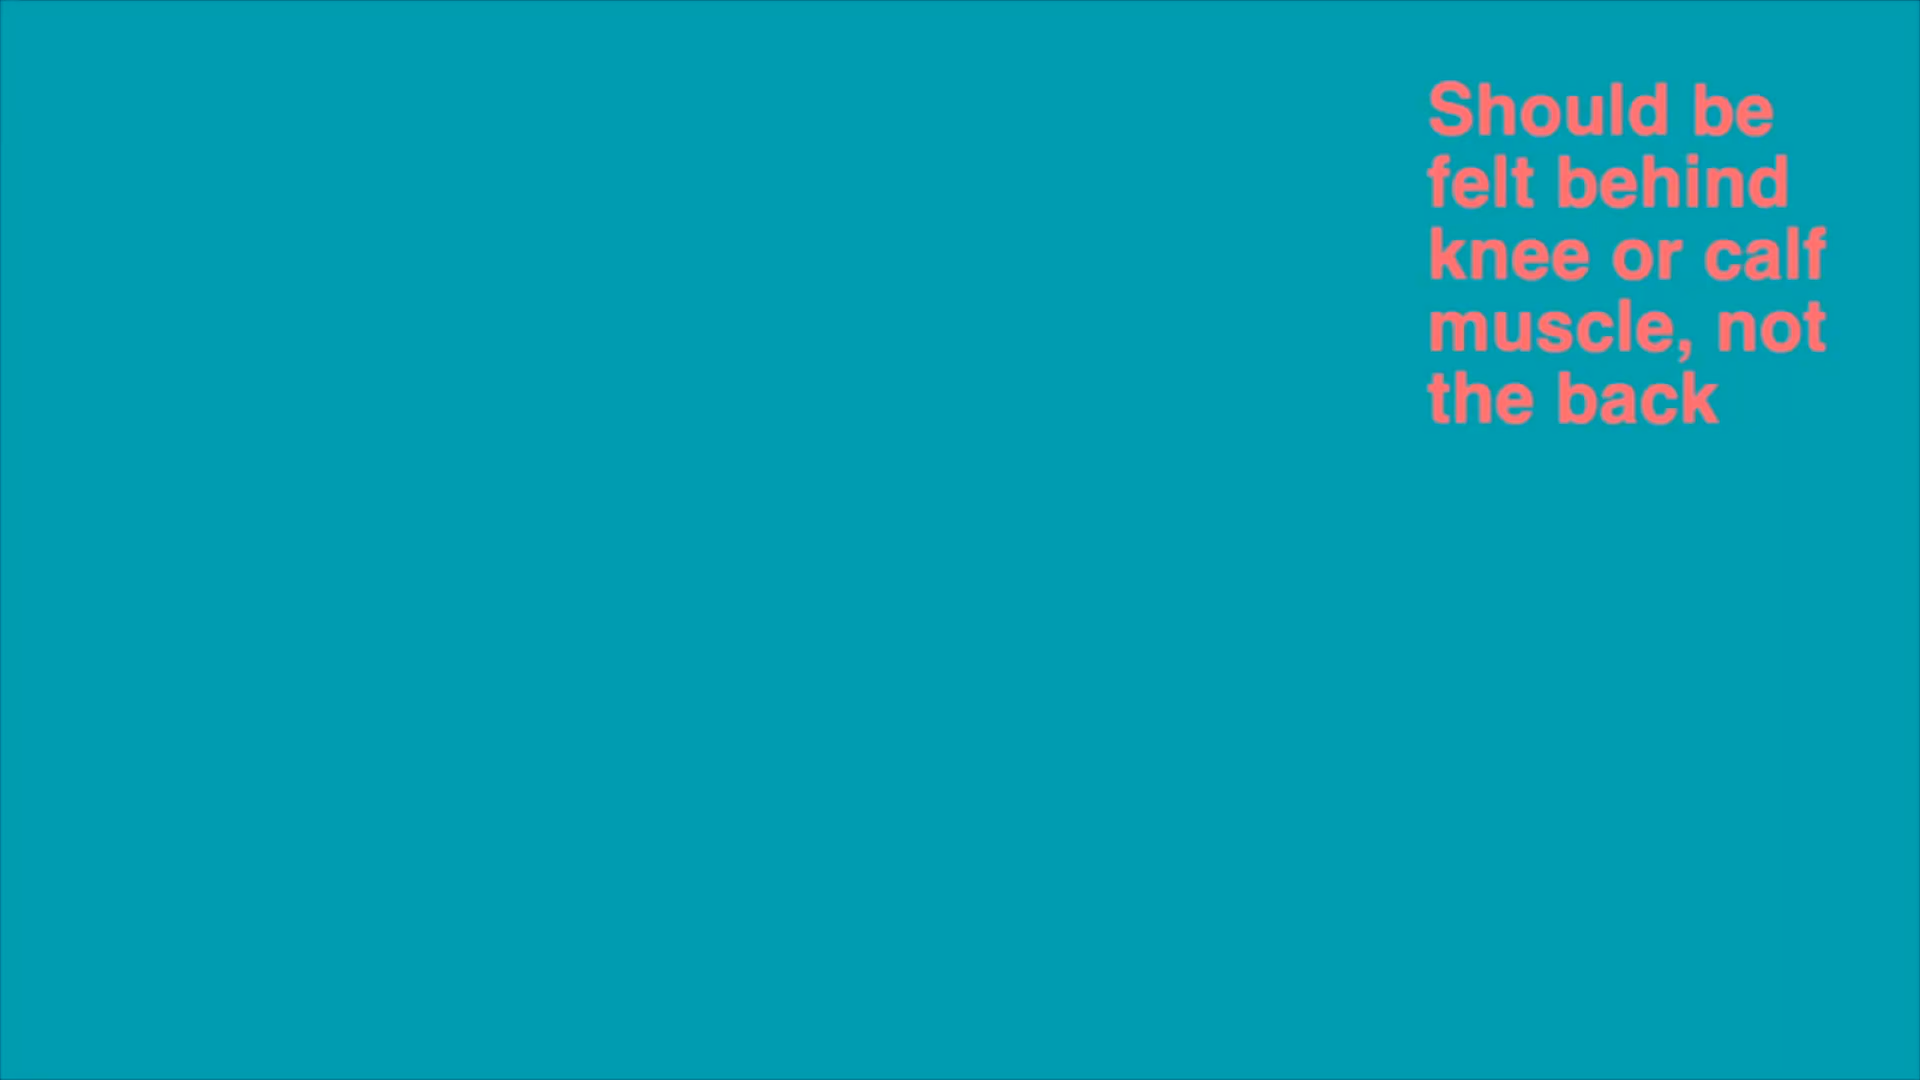 Should be
felt behind
knee or calf
muscle, not
the back